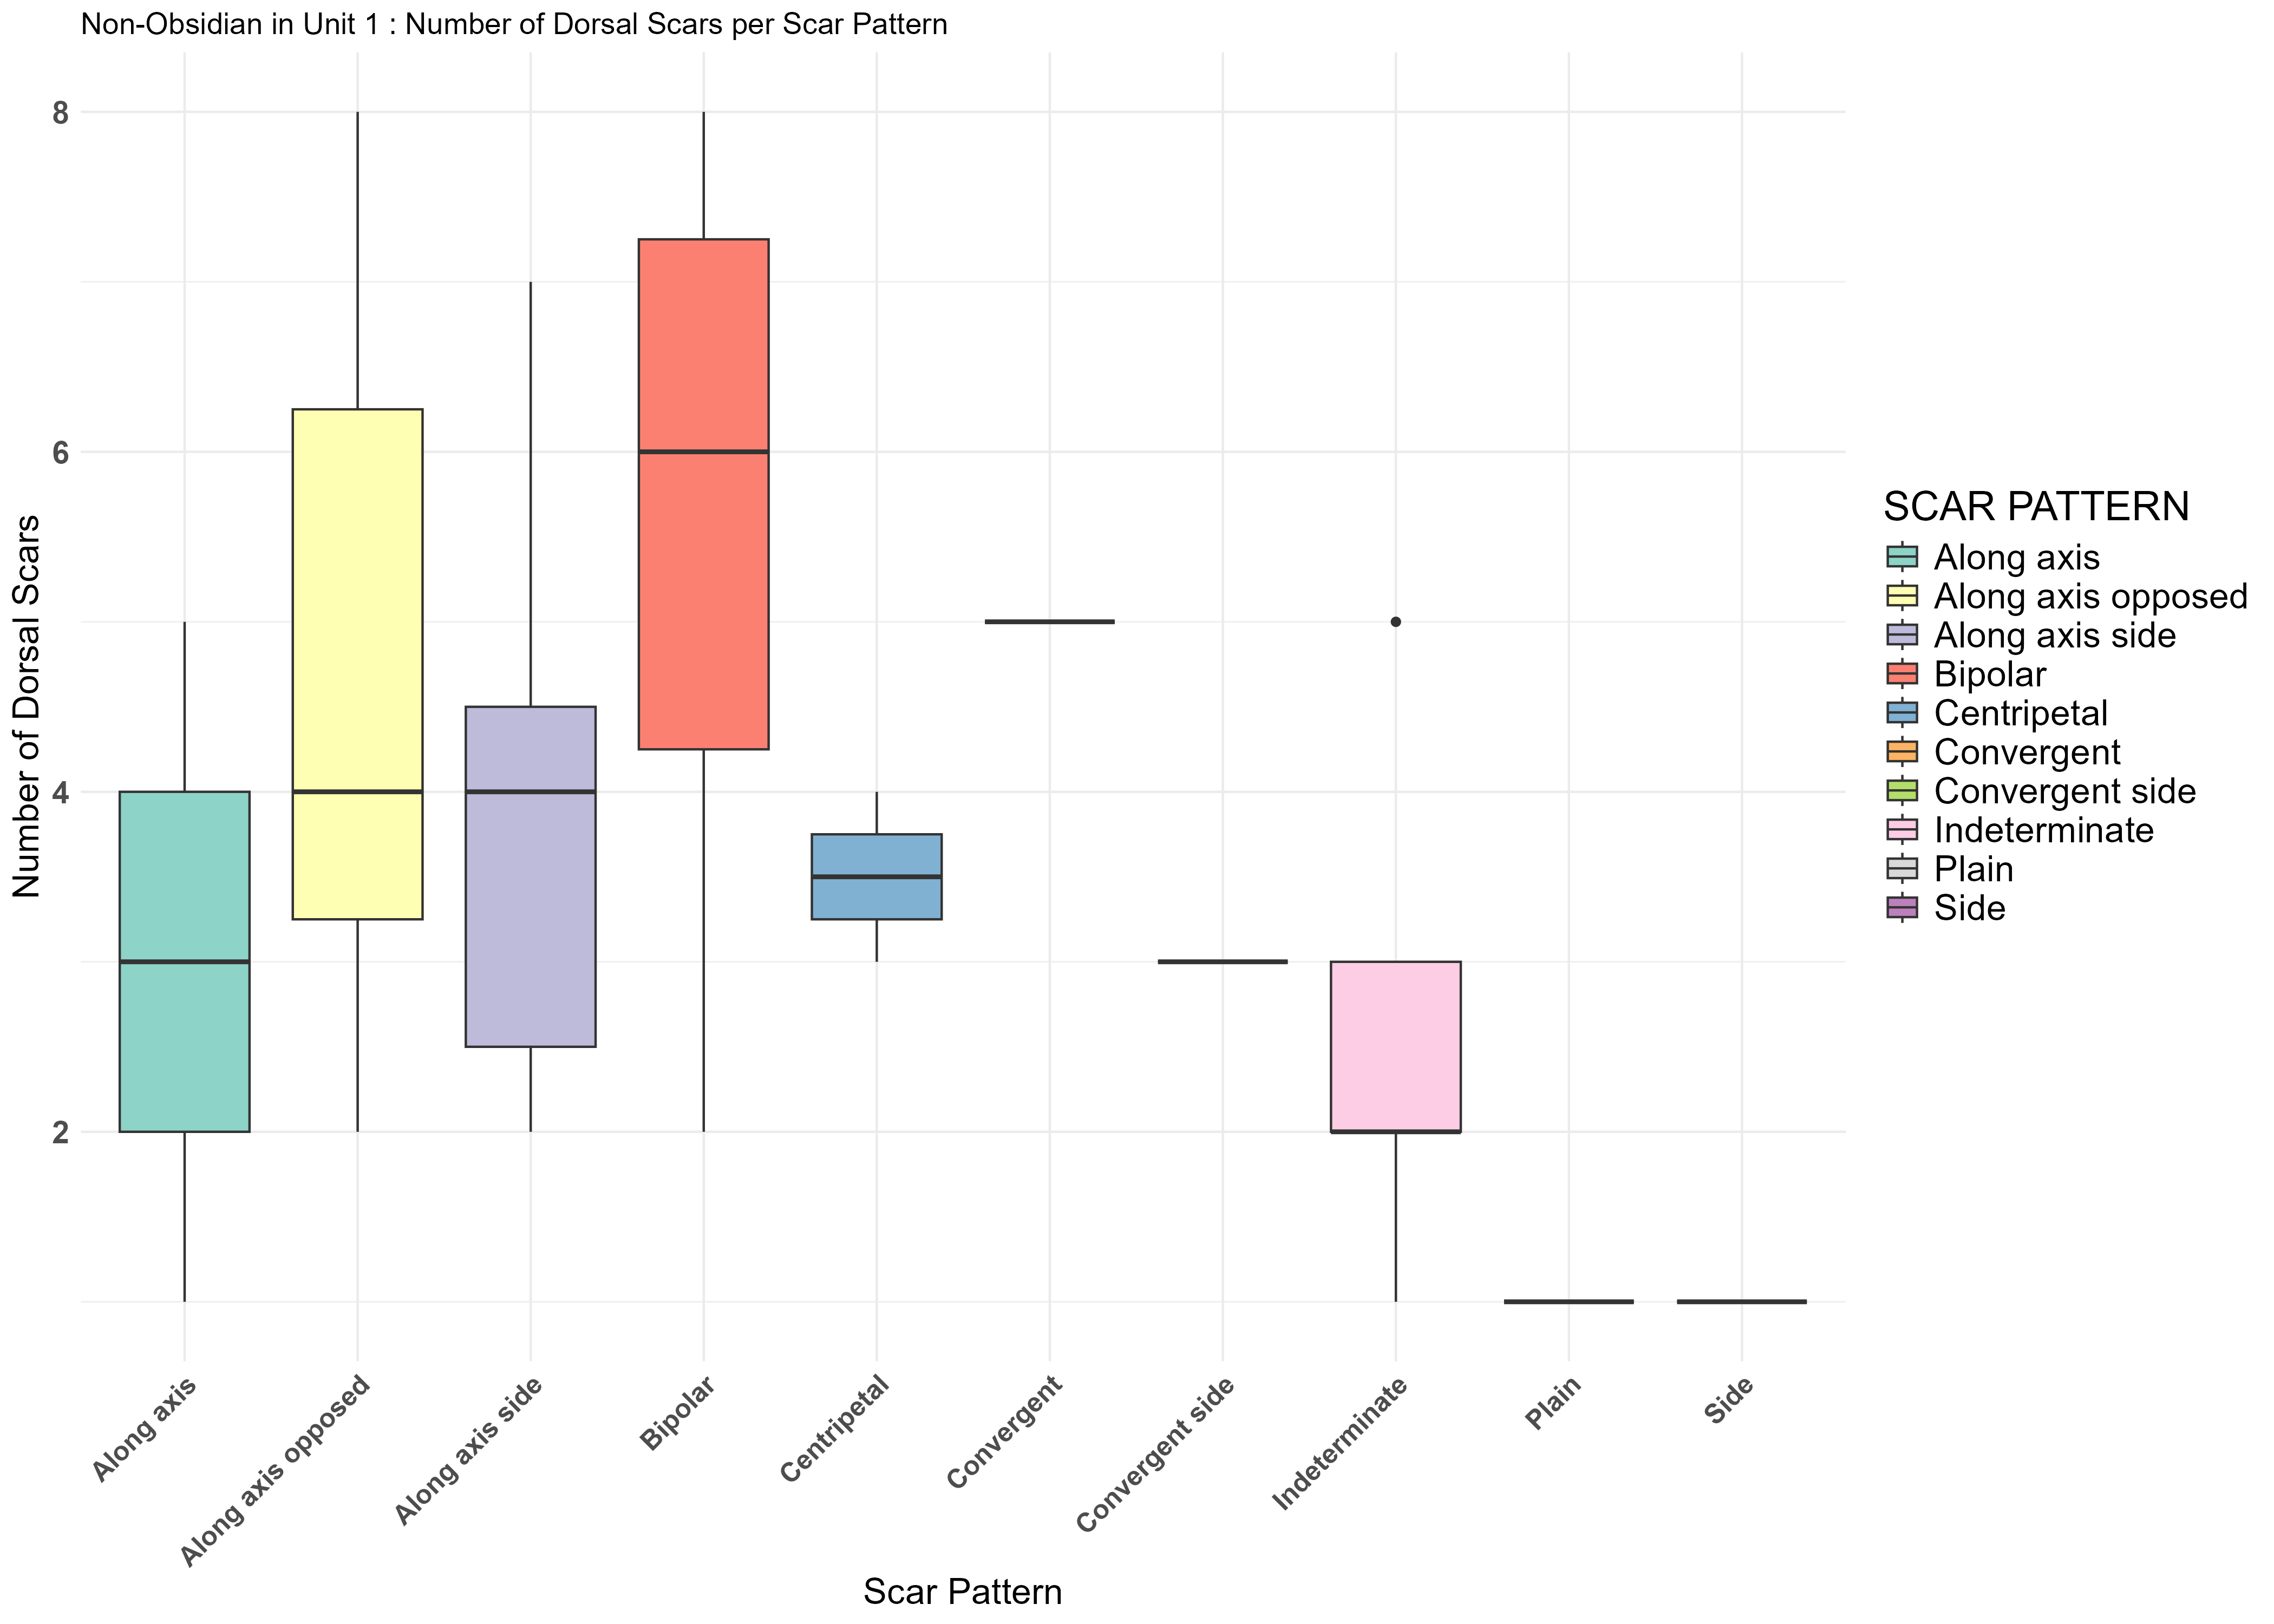 Non-Obsidian in Unit 1 : Number of Dorsal Scars per Scar Pattern
Number of Dorsal Scars
8
6
4
2
Along axis
Along axis opposed
Along axis side
Bipolar
Centripetal
Convergent
Convergent side
Indeterminate
Plain
Side
Scar Pattern
SCAR PATTERN
Along axis
Along axis opposed
Along axis side
Bipolar
Centripetal
Convergent
Convergent side
Indeterminate
Plain
Side